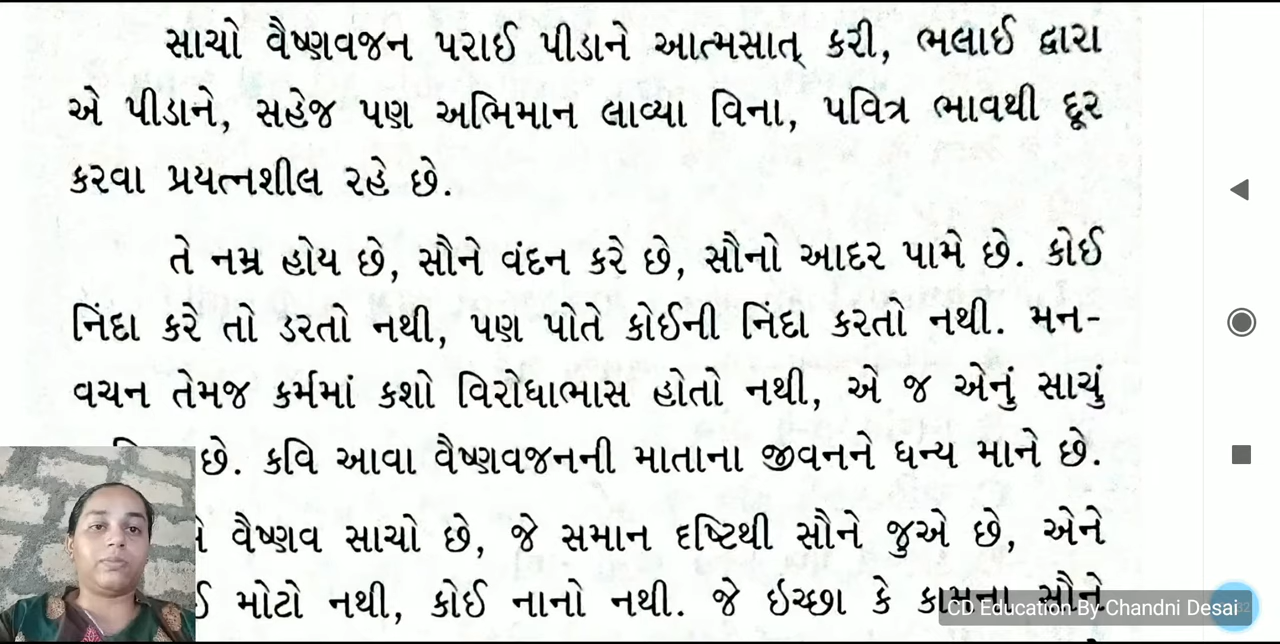 સાચો વૈષ્ણવજન પરાઈ પીડાને આત્મસાત્ કરી, ભલાઈ દ્વારા
એ પીડાને, સહેજ પણ અભિમાન લાવ્યા વિના, પવિત્ર ભાવથી દૂર
કરવા પ્રયત્નશીલ રહે છે.
તે નમ્ર હોય છે, સૌને વંદન કરે છે, સૌનો આદર પામે છે. કોઈ
નિંદા કરે તો ડરતો નથી, પણ પોતે કોઈની નિંદા કરતો નથી. મન-
વચન તેમજ કર્મમાં કશો વિરોધાભાસ હોતો નથી, એ જ એનું સાચું
છે. કવિ આવા વૈષ્ણવજનની માતાના જીવનને ધન્ય માને છે.
વૈષ્ણવ સાચો છે, જે સમાન દૃષ્ટિથી સૌને જુએ છે, એને
મોટો નથી, કોઈ નાનો નથી. જે ઇચ્છા કે કામના સૌને
CD Education By Chandni Desai